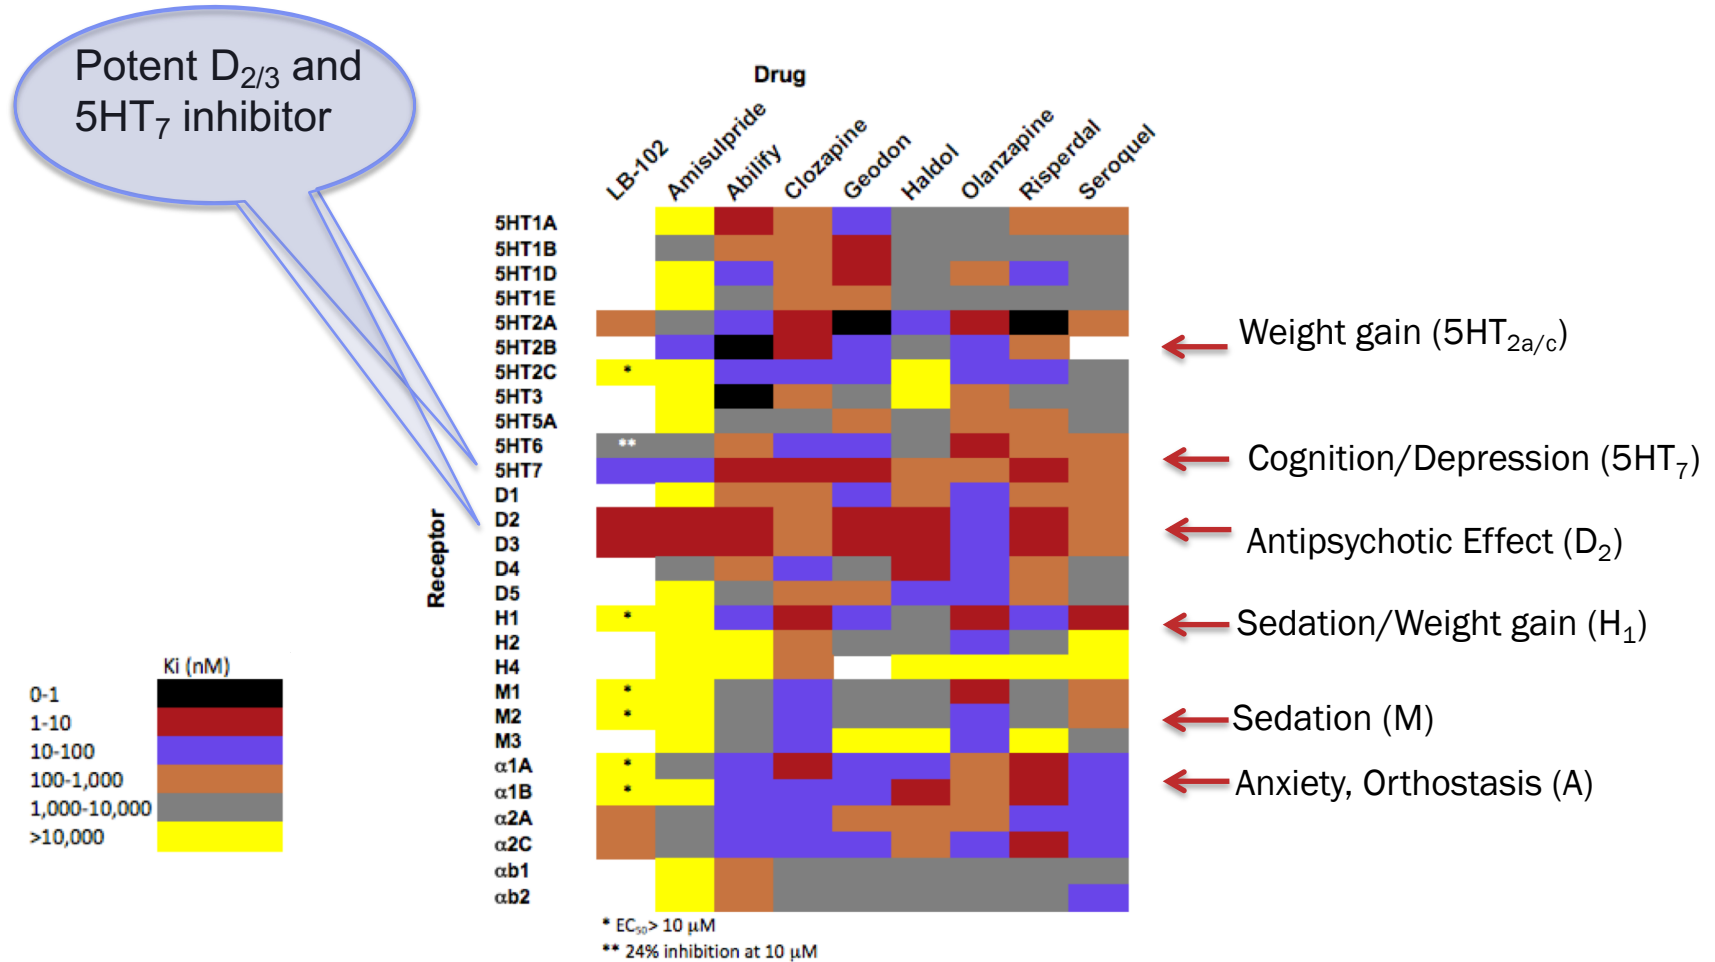 Potent D2/3 and
5HT7 inhibitor
Drug
LB-102
Amisulpride
Abilify
Clozapine
Geodon
Haldol
Olanzapine
Risperdal
Seroquel
Receptor
5HT1A
5HT1B
5HT1D
5HT1E
5HT2A
5HT2B
5HT2C *
5HT3
5HT5A
5HT6 **
5HT7
D1
D2
D3
D4
D5
H1 *
H2
H4
M1 *
M2 *
M3
α1A *
α1B *
α2A
α2C
αb1
αb2
* EC50> 10 μM
** 24% inhibition at 10 μM
Weight gain (5HT2a/c)
Cognition/Depression (5HT7)
Antipsychotic Effect (D2)
Sedation/Weight gain (H1)
Sedation (M)
Anxiety, Orthostasis (A)
Ki (nM)
0-1
1-10
10-100
100-1,000
1,000-10,000
>10,000